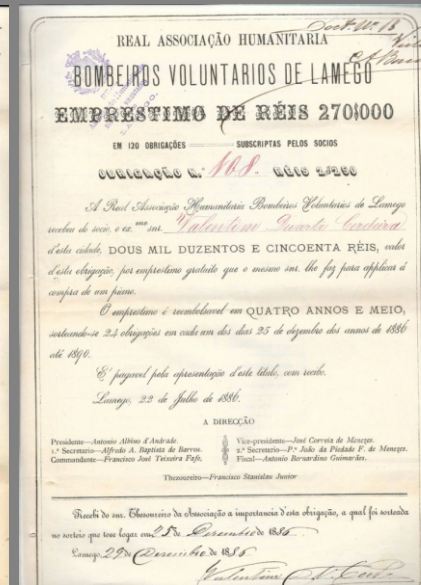 Sort. Nº 1$
REAL ASSOCIAÇÃO HUMANITARIA
BOMBEIROS VOLUNTARIOS DE LAMEGO
EMPRESTIMO DE RÉIS 270$000
EM 120 OBRIGAÇÕES SUBSCRIPTAS PELOS SOCIOS
OBRIGAÇÃO N.º 108. RÉIS 2$250
A Real Associação Humanitaria Bombeiros Voluntarios de Lamego
recebeu do socio, o ex.mo snr. Valentim Duarte Cerdeira
d'esta cidade, DOUS MIL DUZENTOS E CINCOENTA RÉIS, valor
d'esta obrigação, por emprestimo gratuito que o mesmo snr. lhe faz para applicar á
compra de um piano.
O emprestimo é reembolsavel em QUATRO ANNOS E MEIO,
sorteando-se 24 obrigações em cada um dos dias 25 de dezembro dos annos de 1886
até 1890.
E' pagavel pela apresentação d'este titulo, com recibo.
Lamego, 22 de Julho de 1886.
A DIRECÇÃO
Presidente—Antonio Albino d'Andrade.
1.º Secretario—Alfredo A. Baptista de Barros.
Commandante—Francisco José Teixeira Fafe.
Vice-presidente—José Correia de Menezes.
2.º Secretario—P.e João da Piedade F. de Menezes.
Fiscal—Antonio Bernardino Guimarães.
Thezoureiro—Francisco Stanislau Junior
Recebi do snr. Thesoureiro da Associação a importancia d'esta obrigação, a qual foi sorteada
no sorteio que teve logar em 25 de Dezembro de 1886
Lamego, 29 de Dezembro de 1886
Valentim